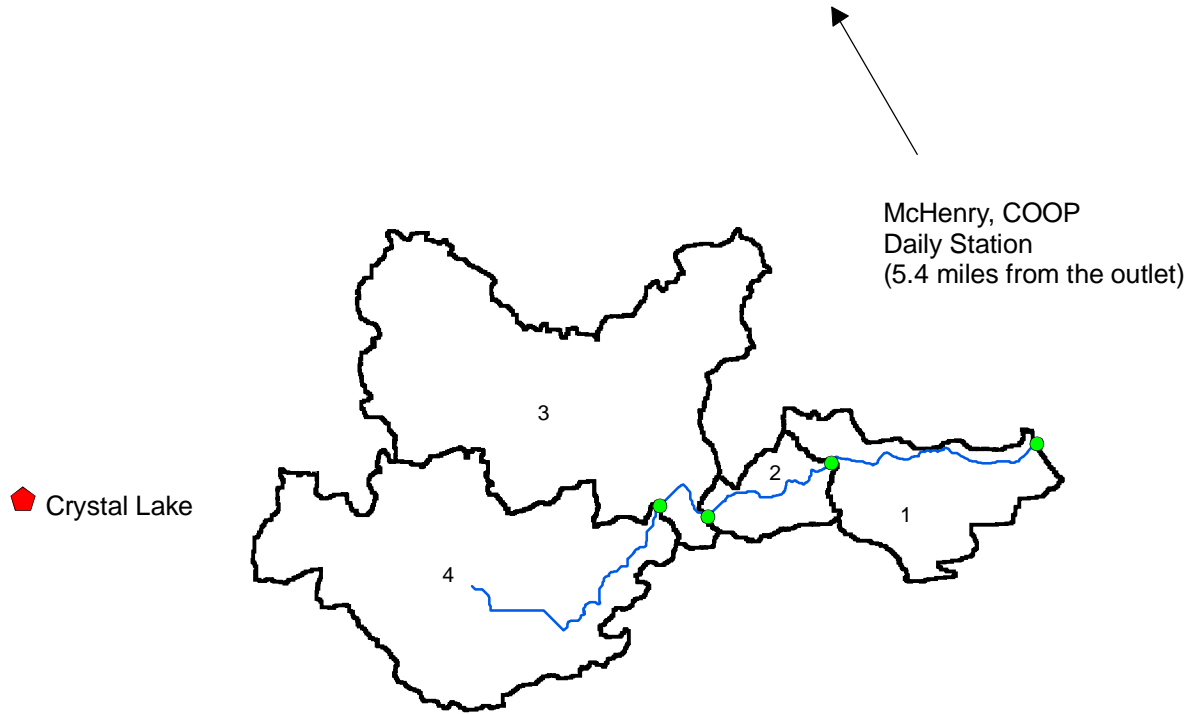 McHenry, COOP
Daily Station
(5.4 miles from the outlet)
3
2
Crystal Lake
1
4